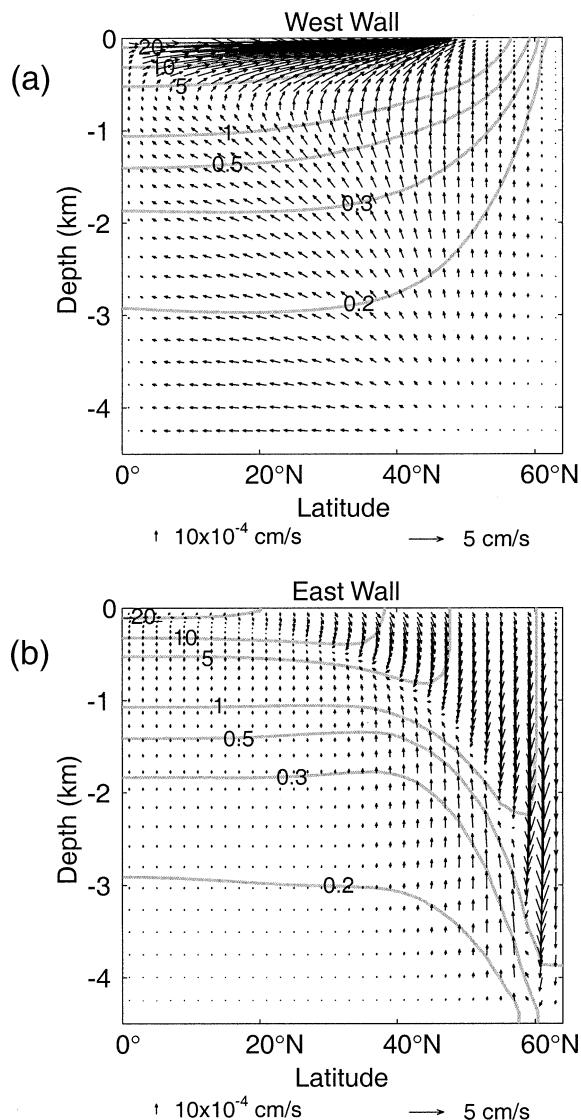 West Wall
(a)
0
-1
-2
-3
-4
Depth (km)
20
10
5
1
0.5
0.3
0.2
0° 20°N 40°N 60°N
Latitude
10x10⁻⁴ cm/s 5 cm/s
East Wall
(b)
0
-1
-2
-3
-4
Depth (km)
20
10
5
1
0.5
0.3
0.2
0° 20°N 40°N 60°N
Latitude
10x10⁻⁴ cm/s 5 cm/s